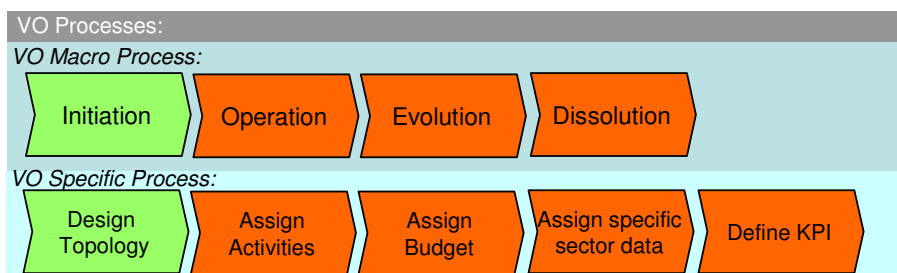 VO Processes:
VO Macro Process:
Initiation
Operation
Evolution
Dissolution
VO Specific Process:
Design
Topology
Assign
Activities
Assign
Budget
Assign specific
sector data
Define KPI